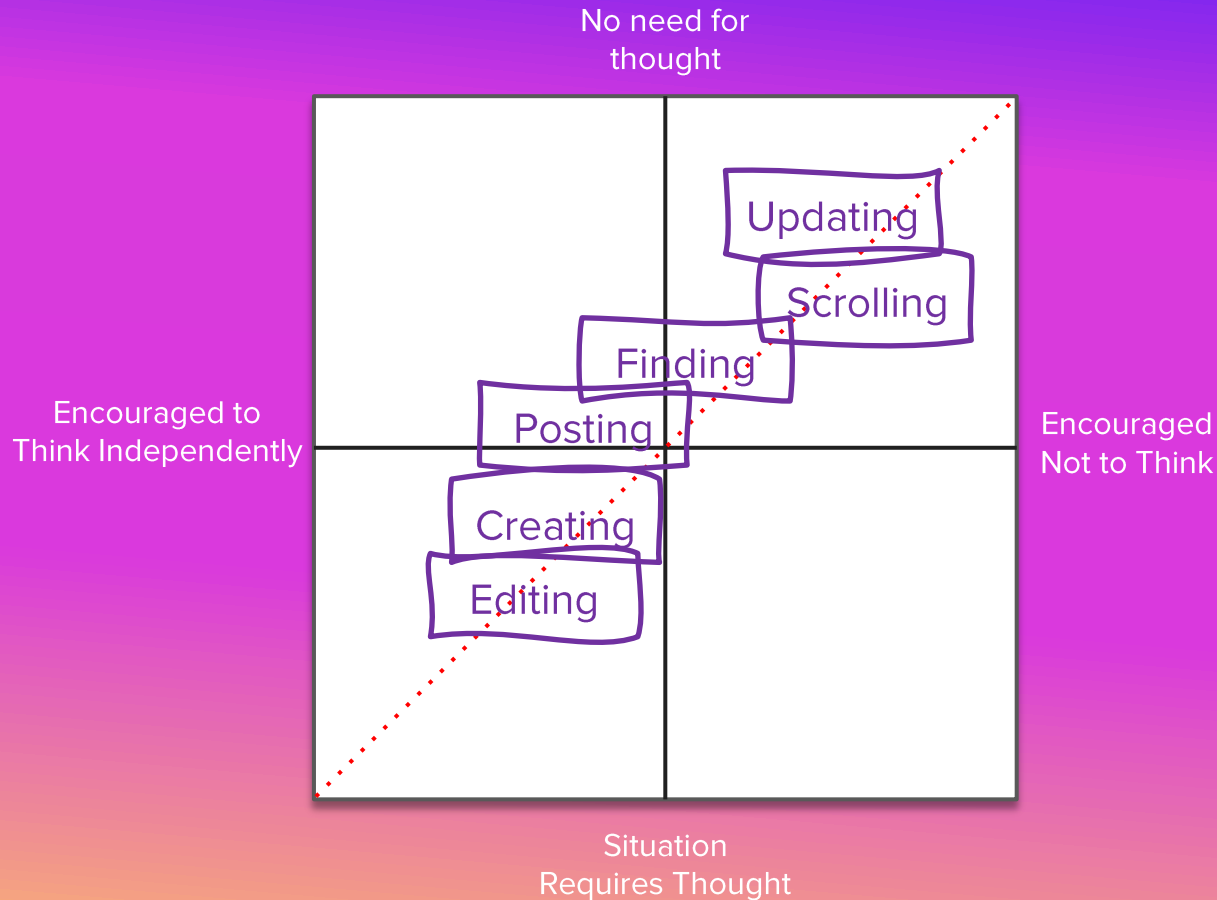 No need for
thought
Updating
Scrolling
Finding
Encouraged to
Think Independently
Posting
Encouraged
Not to Think
Creating
Editing
Situation
Requires Thought